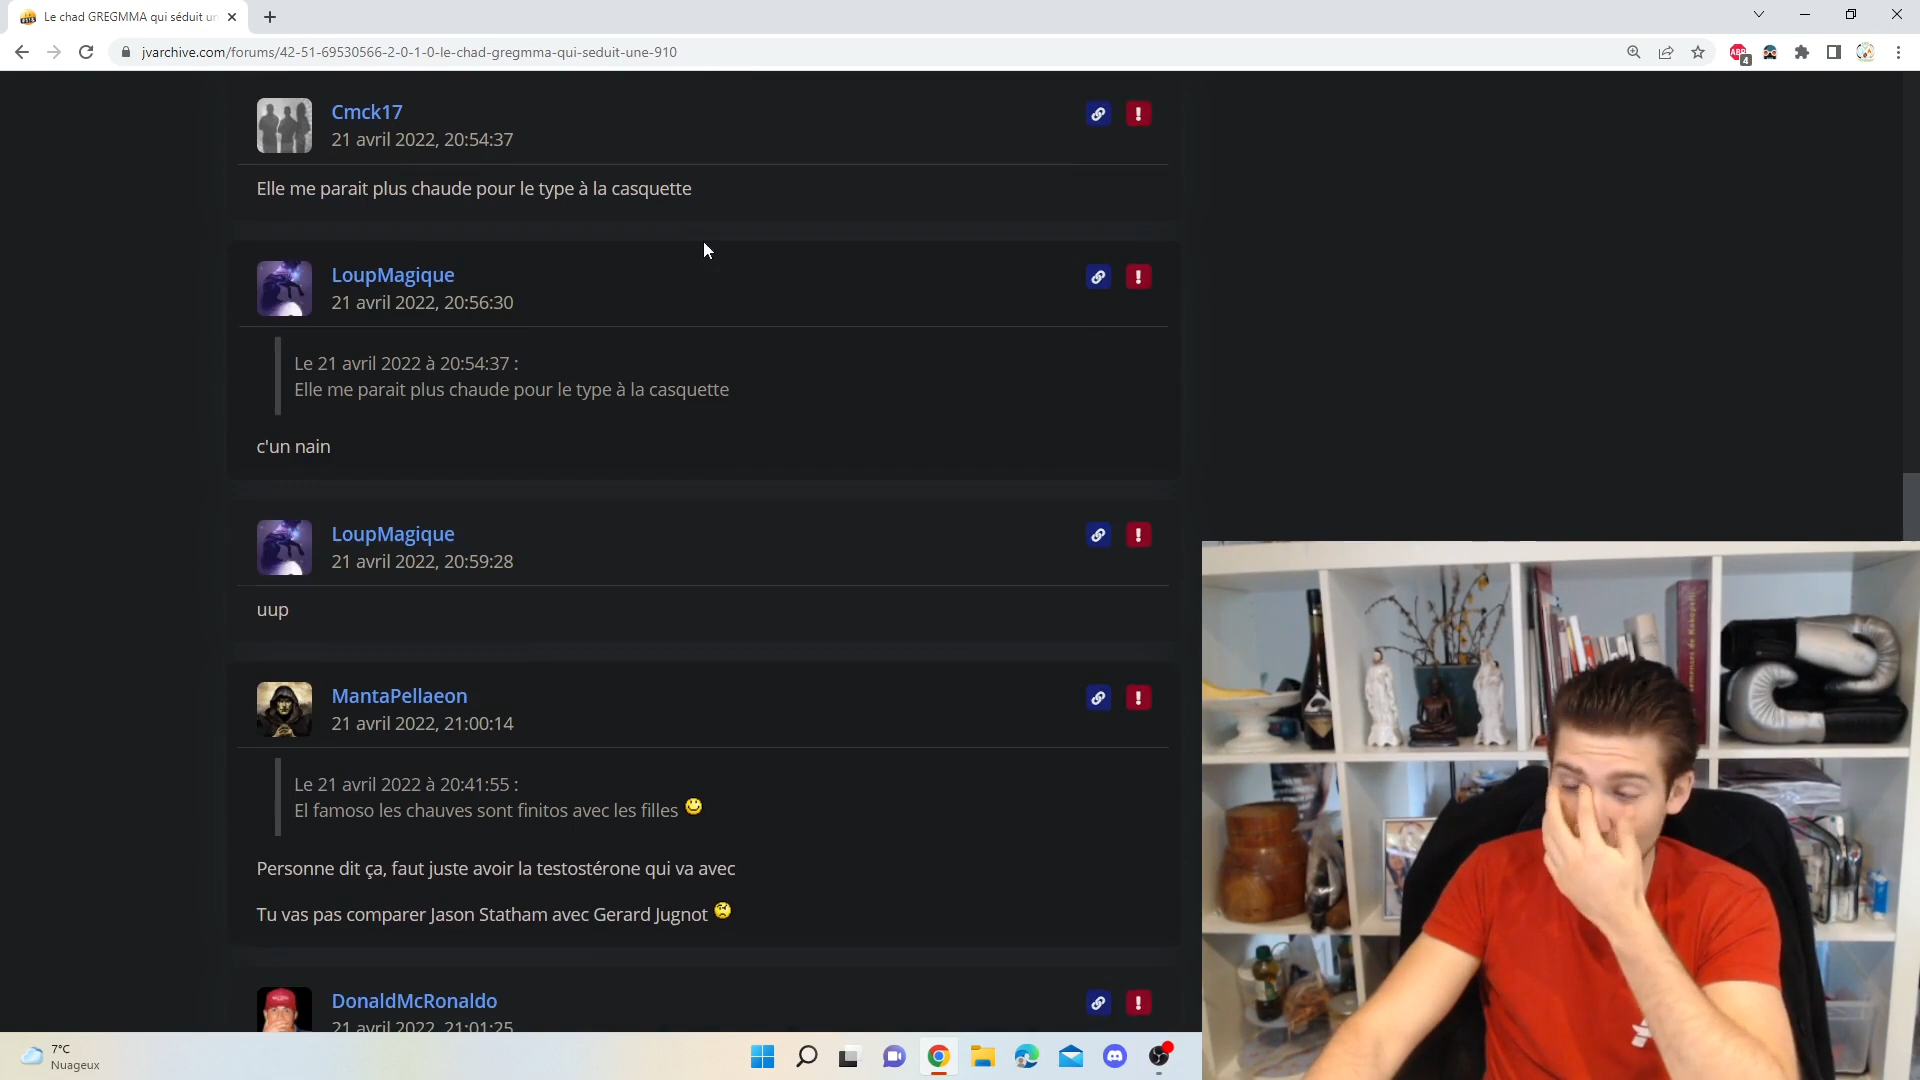 Le chad GREGMMA qui séduit un
jvarchive.com/forums/42-51-69530566-2-0-1-0-le-chad-gregmma-qui-seduit-une-910
ABP
4
Cmck17
21 avril 2022, 20:54:37
Elle me parait plus chaude pour le type à la casquette
LoupMagique
21 avril 2022, 20:56:30
Le 21 avril 2022 à 20:54:37 :
Elle me parait plus chaude pour le type à la casquette
c'un nain
LoupMagique
21 avril 2022, 20:59:28
uup
MantaPellaeon
21 avril 2022, 21:00:14
Le 21 avril 2022 à 20:41:55 :
El famoso les chauves sont finitos avec les filles
Personne dit ça, faut juste avoir la testostérone qui va avec
Tu vas pas comparer Jason Statham avec Gerard Jugnot
DonaldMcRonaldo
21 avril 2022, 21:01:25
7°C
Nuageux